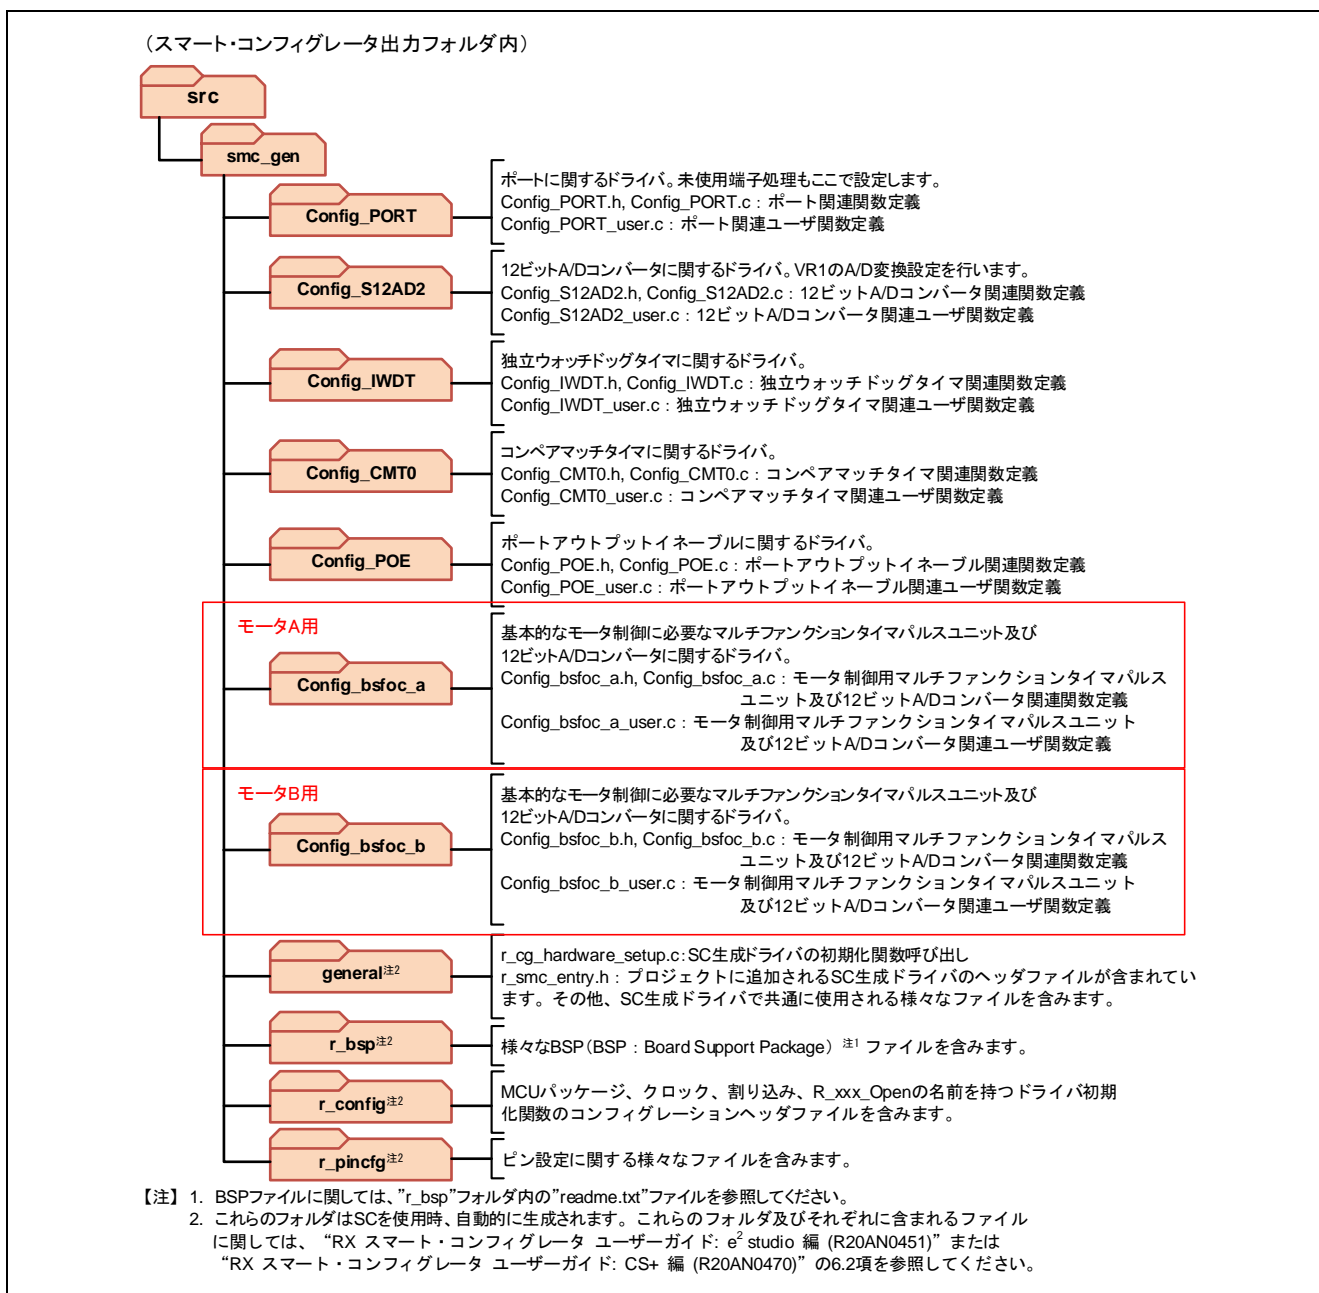 （スマート・コンフィグレータ出力フォルダ内）
src
smc_gen
Config_PORT
ポートに関するドライバ。未使用端子処理もここで設定します。
Config_PORT.h, Config_PORT.c：ポート関連関数定義
Config_PORT_user.c：ポート関連ユーザ関数定義
Config_S12AD2
12ビットA/Dコンバータに関するドライバ。VR1のA/D変換設定を行います。
Config_S12AD2.h, Config_S12AD2.c：12ビットA/Dコンバータ関連関数定義
Config_S12AD2_user.c：12ビットA/Dコンバータ関連ユーザ関数定義
Config_IWDT
独立ウォッチドッグタイマに関するドライバ。
Config_IWDT.h, Config_IWDT.c：独立ウォッチドッグタイマ関連関数定義
Config_IWDT_user.c：独立ウォッチドッグタイマ関連ユーザ関数定義
Config_CMT0
コンペアマッチタイマに関するドライバ。
Config_CMT0.h, Config_CMT0.c：コンペアマッチタイマ関連関数定義
Config_CMT0_user.c：コンペアマッチタイマ関連ユーザ関数定義
Config_POE
ポートアウトプットイネーブルに関するドライバ。
Config_POE.h, Config_POE.c：ポートアウトプットイネーブル関連関数定義
Config_POE_user.c：ポートアウトプットイネーブル関連ユーザ関数定義
モータA用
Config_bsfoc_a
基本的なモータ制御に必要なマルチファンクションタイマパルスユニット及び
12ビットA/Dコンバータに関するドライバ。
Config_bsfoc_a.h, Config_bsfoc_a.c：モータ制御用マルチファンクションタイマパルス
ユニット及び12ビットA/Dコンバータ関連関数定義
Config_bsfoc_a_user.c：モータ制御用マルチファンクションタイマパルスユニット
及び12ビットA/Dコンバータ関連ユーザ関数定義
モータB用
Config_bsfoc_b
基本的なモータ制御に必要なマルチファンクションタイマパルスユニット及び
12ビットA/Dコンバータに関するドライバ。
Config_bsfoc_b.h, Config_bsfoc_b.c：モータ制御用マルチファンクションタイマパルス
ユニット及び12ビットA/Dコンバータ関連関数定義
Config_bsfoc_b_user.c：モータ制御用マルチファンクションタイマパルスユニット
及び12ビットA/Dコンバータ関連ユーザ関数定義
general注2
r_cg_hardware_setup.c：SC生成ドライバの初期化関数呼び出し
r_smc_entry.h：プロジェクトに追加されるSC生成ドライバのヘッダファイルが含まれてい
ます。その他、SC生成ドライバで共通に使用される様々なファイルを含みます。
r_bsp注2
様々なBSP（BSP：Board Support Package）注1 ファイルを含みます。
r_config注2
MCUパッケージ、クロック、割り込み、R_xxx_Openの名前を持つドライバ初期
化関数のコンフィグレーションヘッダファイルを含みます。
r_pincfg注2
ピン設定に関する様々なファイルを含みます。
【注】 1. BSPファイルに関しては、”r_bsp”フォルダ内の”readme.txt”ファイルを参照してください。
2. これらのフォルダはSCを使用時、自動的に生成されます。これらのフォルダ及びそれぞれに含まれるファイル
に関しては、“RX スマート・コンフィグレータ ユーザーガイド: e2 studio 編 (R20AN0451)”または
“RX スマート・コンフィグレータ ユーザーガイド: CS+ 編 (R20AN0470)”の6.2項を参照してください。